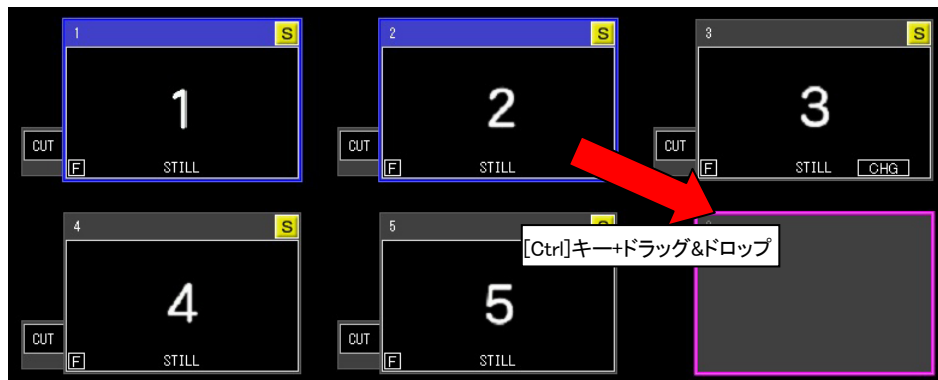 1 S
2 S
3 S
1
2
3
CUT
CUT
CUT
F STILL
F STILL
F STILL CHG
4 S
5
[Ctrl]キー+ドラッグ&ドロップ
4
5
CUT
CUT
F STILL
F STILL